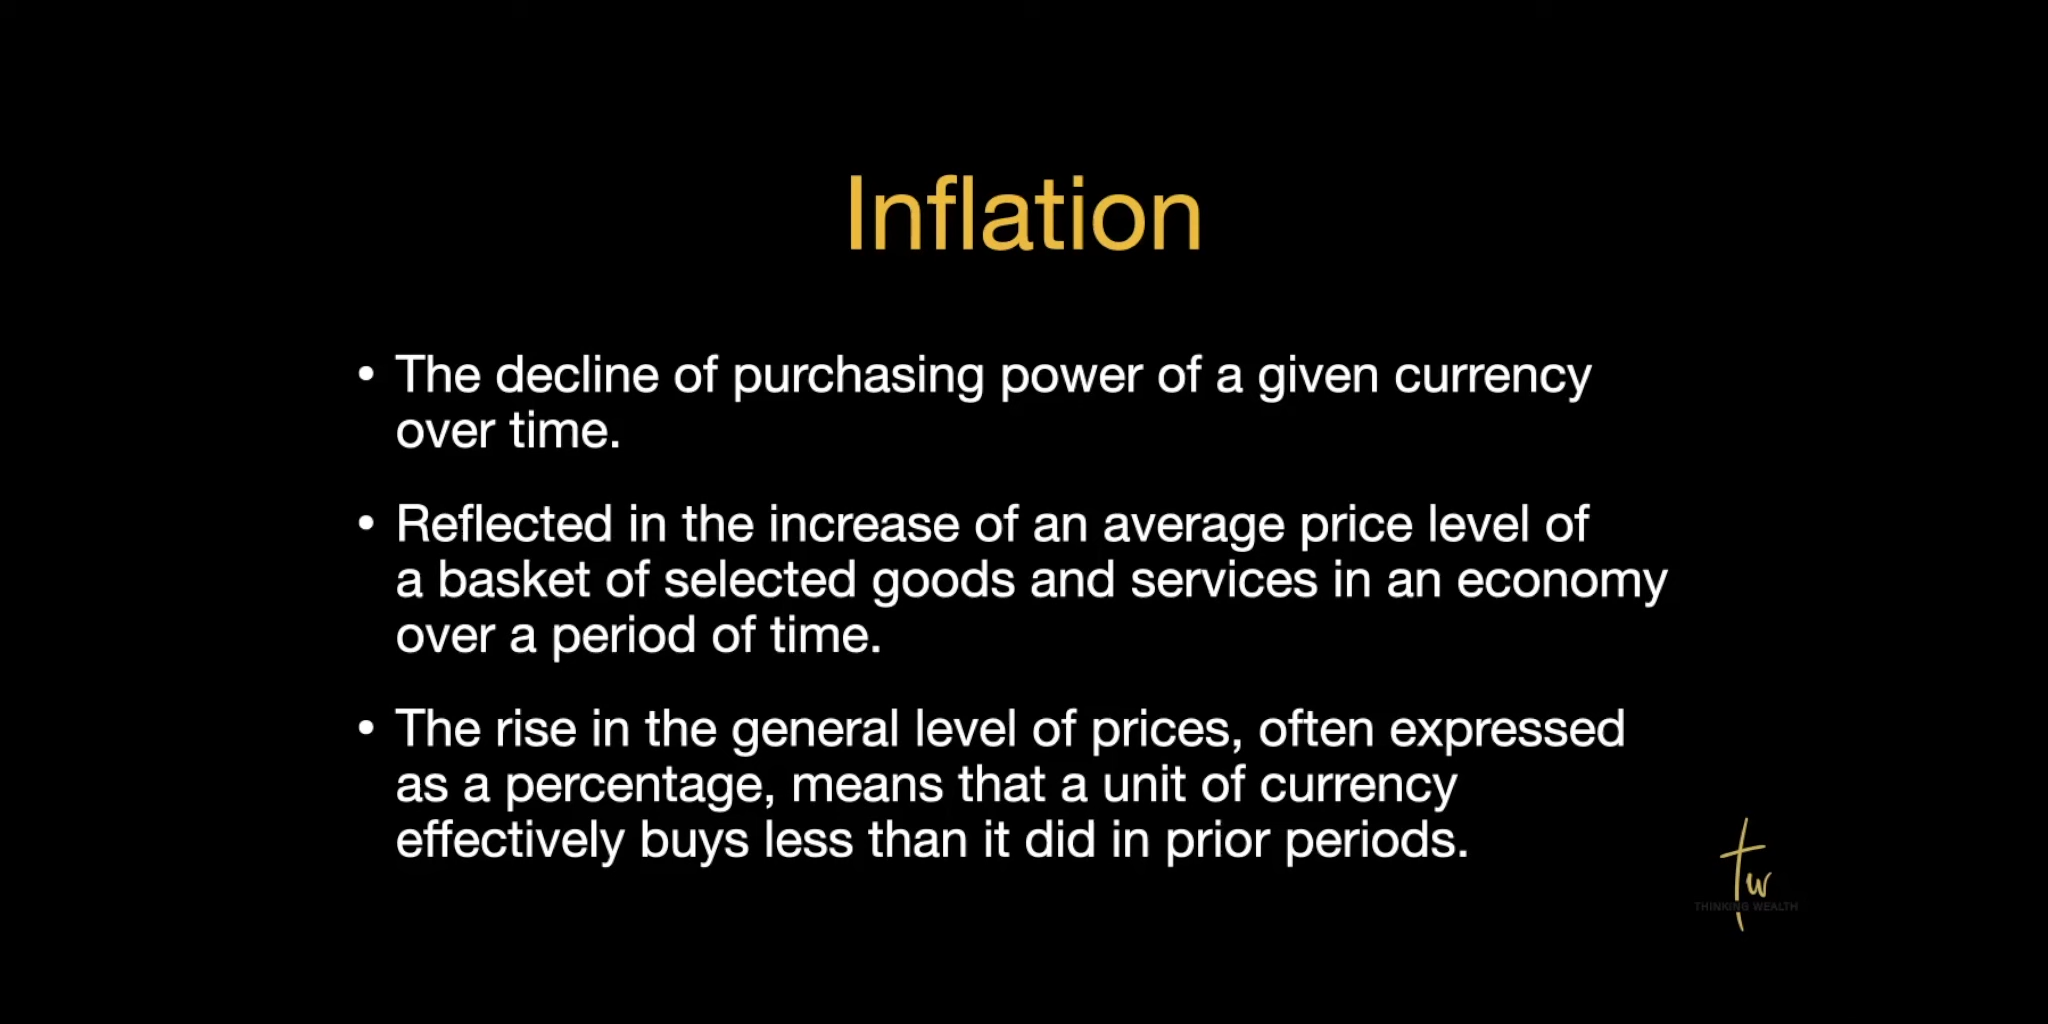 Inflation
• The decline of purchasing power of a given currency
over time.
• Reflected in the increase of an average price level of
a basket of selected goods and services in an economy
over a period of time.
• The rise in the general level of prices, often expressed
as a percentage, means that a unit of currency
effectively buys less than it did in prior periods.
tw
THINKING WEALTH